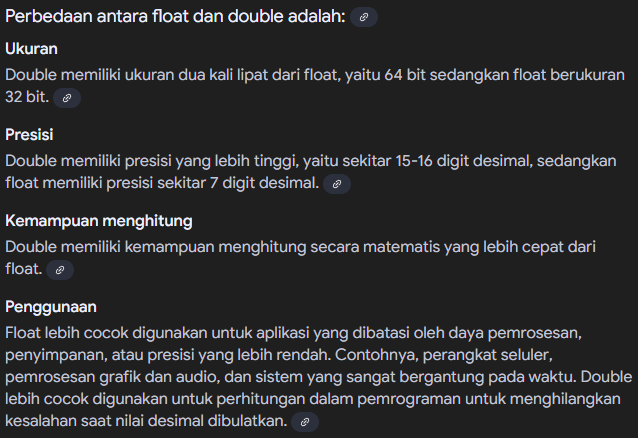 Perbedaan antara float dan double adalah:
Ukuran
Double memiliki ukuran dua kali lipat dari float, yaitu 64 bit sedangkan float berukuran
32 bit.
Presisi
Double memiliki presisi yang lebih tinggi, yaitu sekitar 15-16 digit desimal, sedangkan
float memiliki presisi sekitar 7 digit desimal.
Kemampuan menghitung
Double memiliki kemampuan menghitung secara matematis yang lebih cepat dari
float.
Penggunaan
Float lebih cocok digunakan untuk aplikasi yang dibatasi oleh daya pemrosesan,
penyimpanan, atau presisi yang lebih rendah. Contohnya, perangkat seluler,
pemrosesan grafik dan audio, dan sistem yang sangat bergantung pada waktu. Double
lebih cocok digunakan untuk perhitungan dalam pemrograman untuk menghilangkan
kesalahan saat nilai desimal dibulatkan.